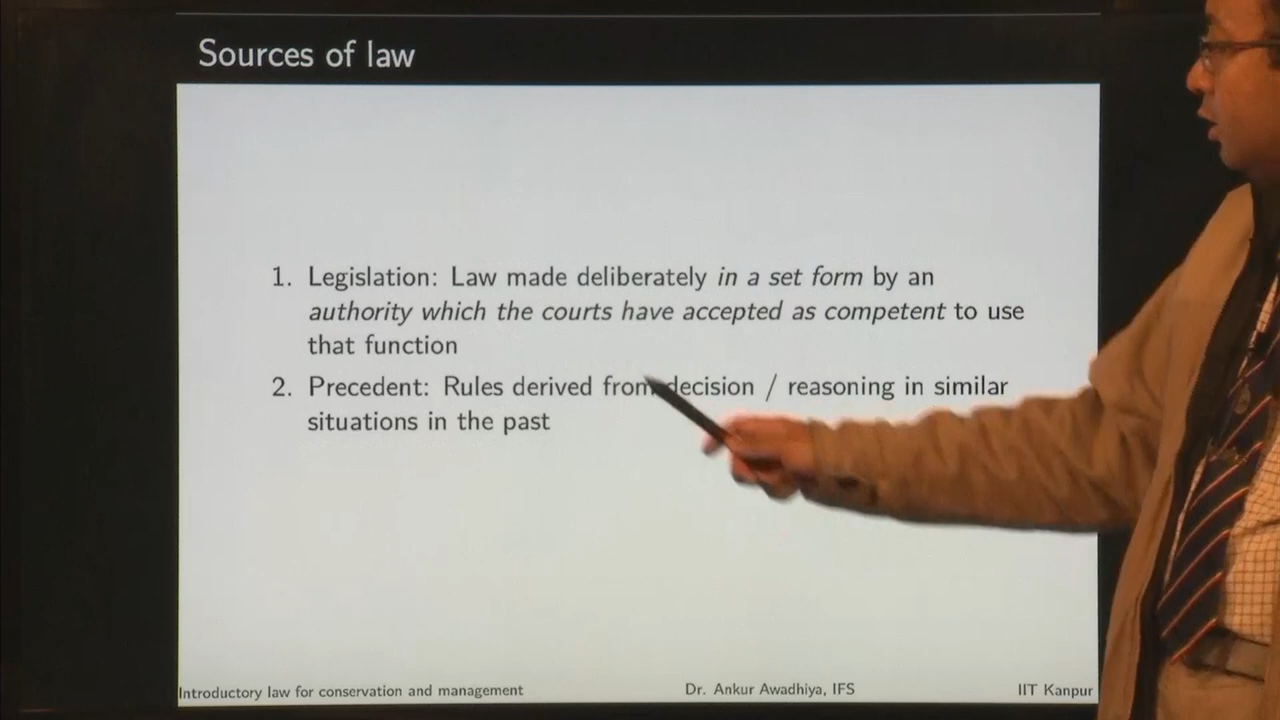 Sources of law
1. Legislation: Law made deliberately in a set form by an
authority which the courts have accepted as competent to use
that function
2. Precedent: Rules derived from decision / reasoning in similar
situations in the past
Introductory law for conservation and management Dr. Ankur Awadhiya, IFS IIT Kanpur